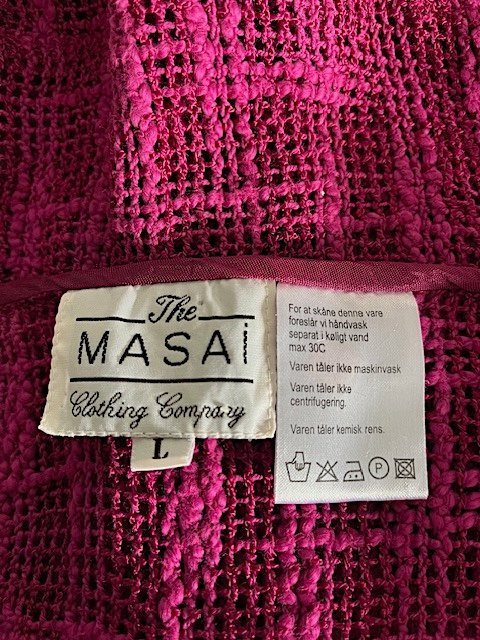 The
MASAi
Clothing Company
L
For at skåne denne vare
foreslår vi håndvask
separat i køligt vand
max 30C
Varen tåler ikke maskinvask
Varen tåler ikke
centrifugering.
Varen tåler kemisk rens.
P